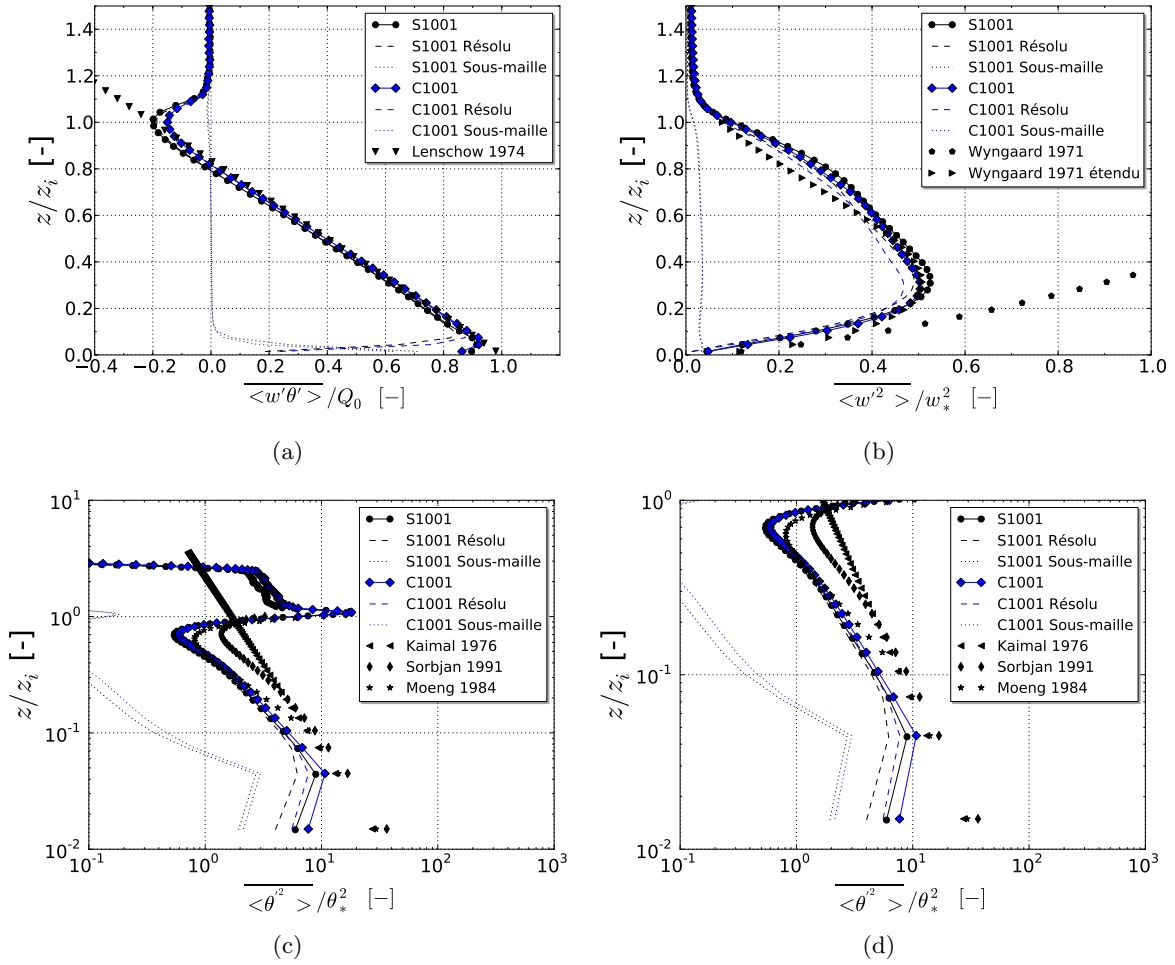 1.4
1.2
1.0
0.8
0.6
0.4
0.2
0.0
z/z_i [-]
−0.4 −0.2 0.0 0.2 0.4 0.6 0.8 1.0
<w'θ'>/Q_0 [-]
S1001
S1001 Résolu
S1001 Sous-maille
C1001
C1001 Résolu
C1001 Sous-maille
Lenschow 1974
(a)
1.4
1.2
1.0
0.8
0.6
0.4
0.2
0.0
z/z_i [-]
0.0 0.2 0.4 0.6 0.8 1.0
<w'^2>/w_*^2 [-]
S1001
S1001 Résolu
S1001 Sous-maille
C1001
C1001 Résolu
C1001 Sous-maille
Wyngaard 1971
Wyngaard 1971 étendu
(b)
10^1
10^0
10^-1
10^-2
z/z_i [-]
10^-1 10^0 10^1 10^2 10^3
<θ'^2>/θ_*^2 [-]
S1001
S1001 Résolu
S1001 Sous-maille
C1001
C1001 Résolu
C1001 Sous-maille
Kaimal 1976
Sorbjan 1991
Moeng 1984
(c)
10^0
10^-1
10^-2
z/z_i [-]
10^-1 10^0 10^1 10^2 10^3
<θ'^2>/θ_*^2 [-]
S1001
S1001 Résolu
S1001 Sous-maille
C1001
C1001 Résolu
C1001 Sous-maille
Kaimal 1976
Sorbjan 1991
Moeng 1984
(d)